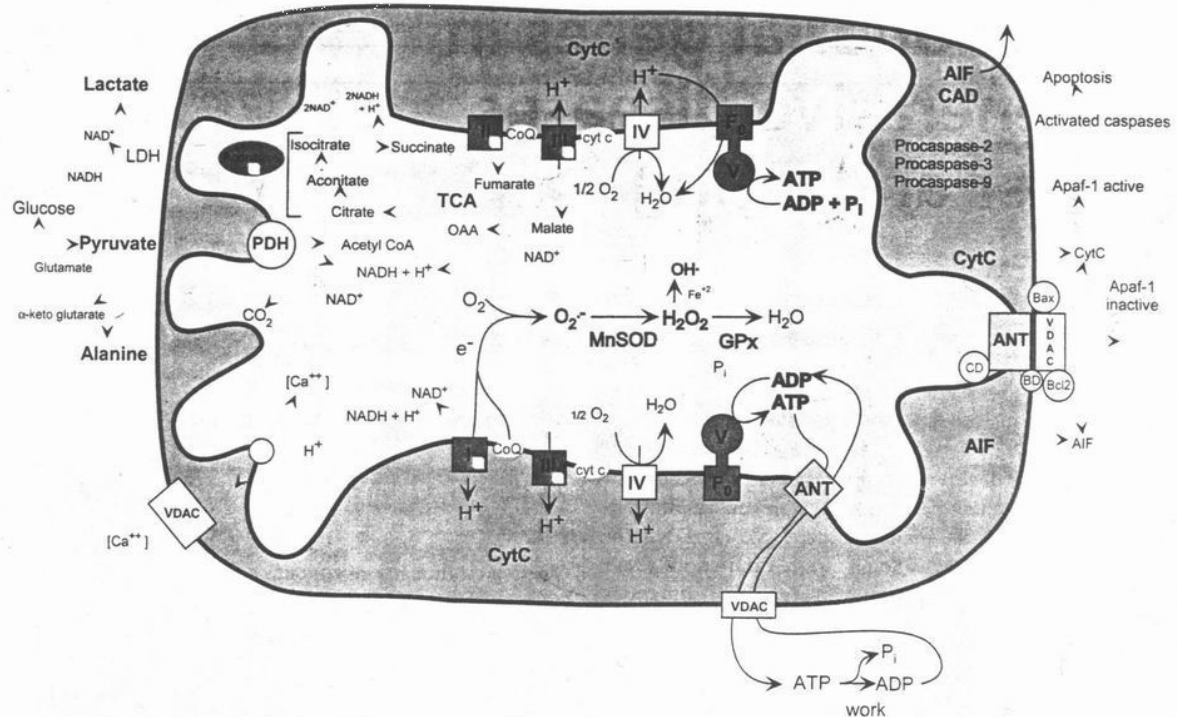 CytC
H⁺
H⁺
AIF
CAD
Apoptosis
Activated caspases
Lactate
2NAD⁺
2NADH
+ H⁺
II
CoQ
III
cyt c
IV
F₀
NAD⁺
LDH
Isocitrate
Succinate
Procaspase-2
Procaspase-3
Procaspase-9
V
NADH
Aconitate
Fumarate
1/2 O₂
H₂O
ATP
ADP + Pᵢ
Apaf-1 active
Glucose
Citrate
TCA
Pyruvate
PDH
Acetyl CoA
OAA
Malate
NAD⁺
CytC
CytC
Glutamate
NADH + H⁺
OH·
Fe⁺²
Bax
Apaf-1
inactive
α-keto glutarate
CO₂
NAD⁺
O₂
O₂·⁻
H₂O₂
H₂O
MnSOD
GPx
ANT
VDAC
Alanine
e⁻
Pᵢ
CD
BD
Bcl2
[Ca⁺⁺]
NAD⁺
ADP
ATP
NADH + H⁺
1/2 O₂
H₂O
V
AIF
AIF
H⁺
I
CoQ
III
cyt c
IV
F₀
ANT
VDAC
H⁺
H⁺
H⁺
[Ca⁺⁺]
CytC
VDAC
Pᵢ
ATP
ADP
work